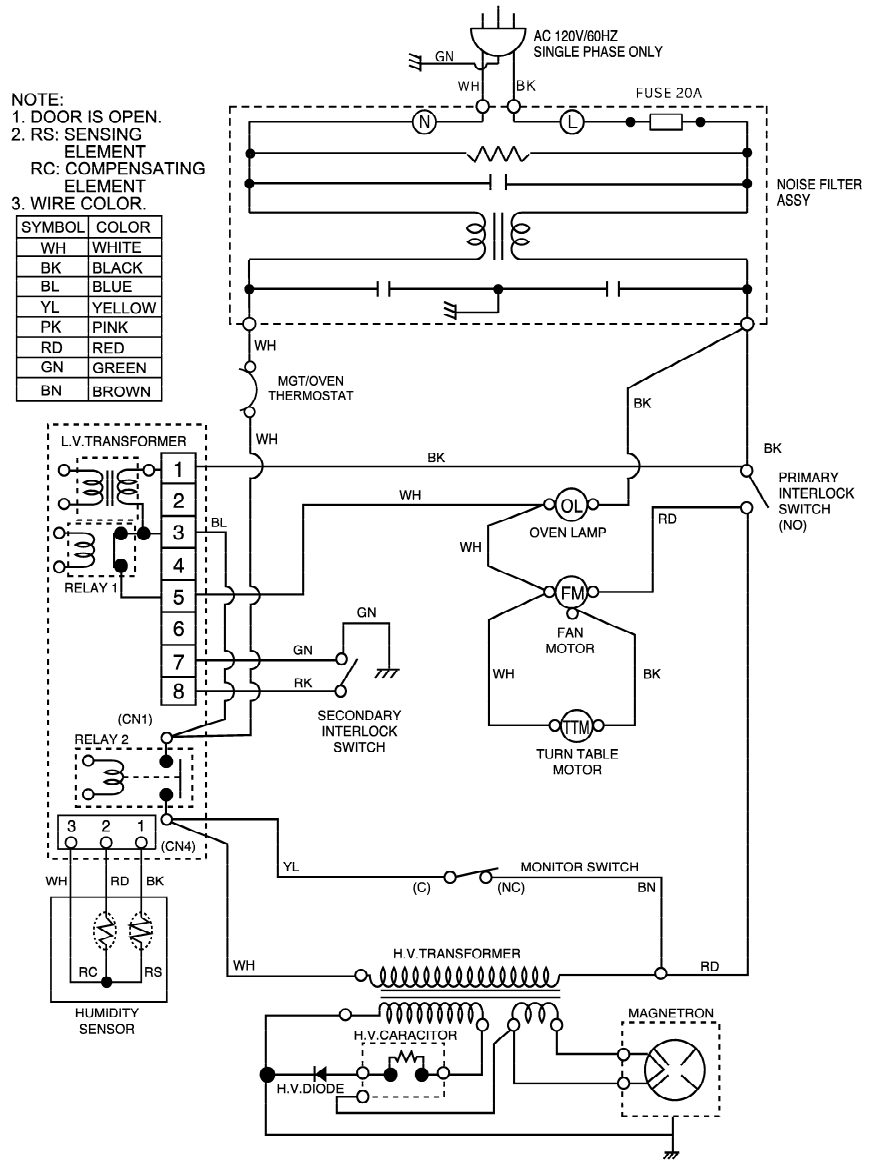 AC 120V/60HZ
SINGLE PHASE ONLY
GN
WH
BK
FUSE 20A
NOTE:
1. DOOR IS OPEN.
2. RS: SENSING
ELEMENT
RC: COMPENSATING
ELEMENT
3. WIRE COLOR.
SYMBOL COLOR
WH WHITE
BK BLACK
BL BLUE
YL YELLOW
PK PINK
RD RED
GN GREEN
BN BROWN
N
L
NOISE FILTER
ASSY
WH
MGT/OVEN
THERMOSTAT
WH
BK
BK
L.V.TRANSFORMER
1
2
3
4
5
6
7
8
BK
PRIMARY
INTERLOCK
SWITCH
(NO)
WH
OL
OVEN LAMP
RD
BL
WH
RELAY 1
FM
FAN
MOTOR
GN
GN
RK
SECONDARY
INTERLOCK
SWITCH
WH
BK
TTM
TURN TABLE
MOTOR
(CN1)
RELAY 2
3 2 1
(CN4)
YL
(C)
(NC)
MONITOR SWITCH
BN
WH
RD
BK
RC
RS
HUMIDITY
SENSOR
WH
H.V.TRANSFORMER
RD
H.V.CARACITOR
H.V.DIODE
MAGNETRON